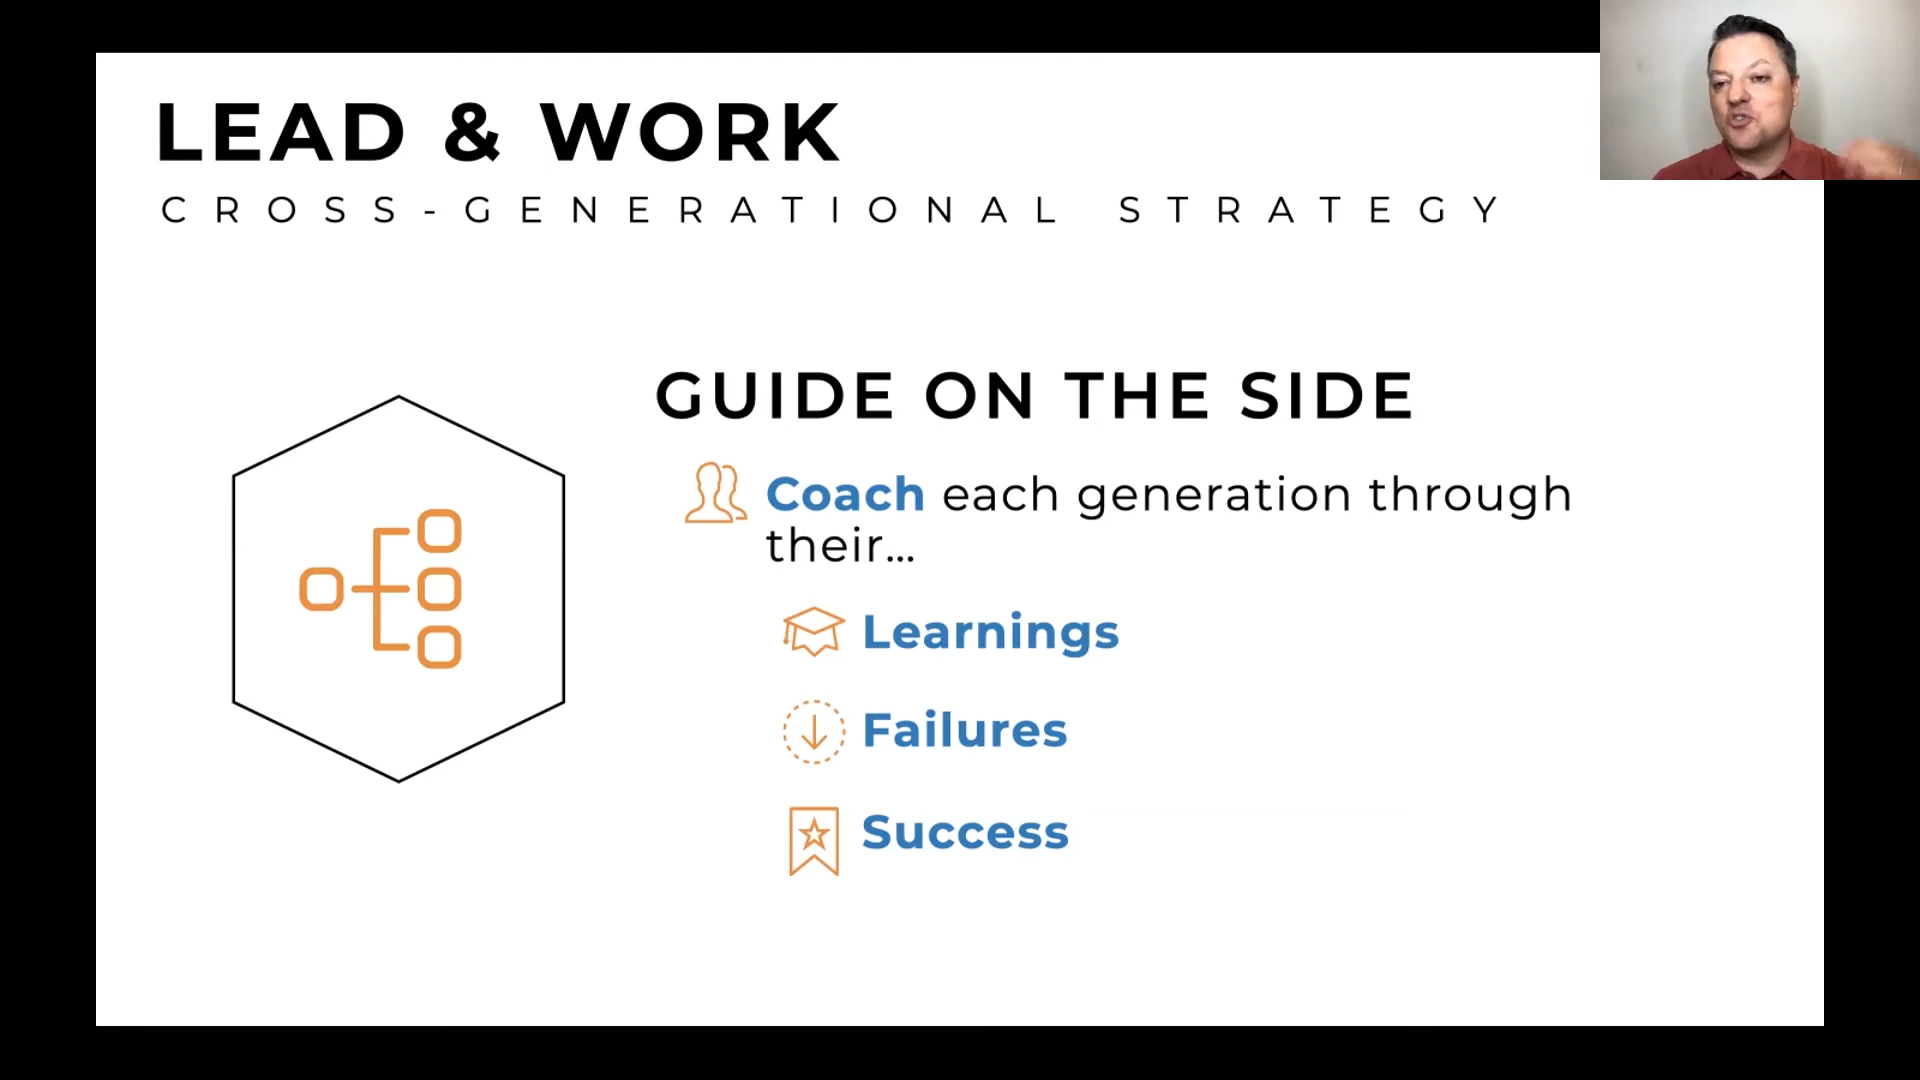 LEAD & WORK
CROSS-GENERATIONAL STRATEGY
GUIDE ON THE SIDE
Coach each generation through
their...
Learnings
Failures
Success